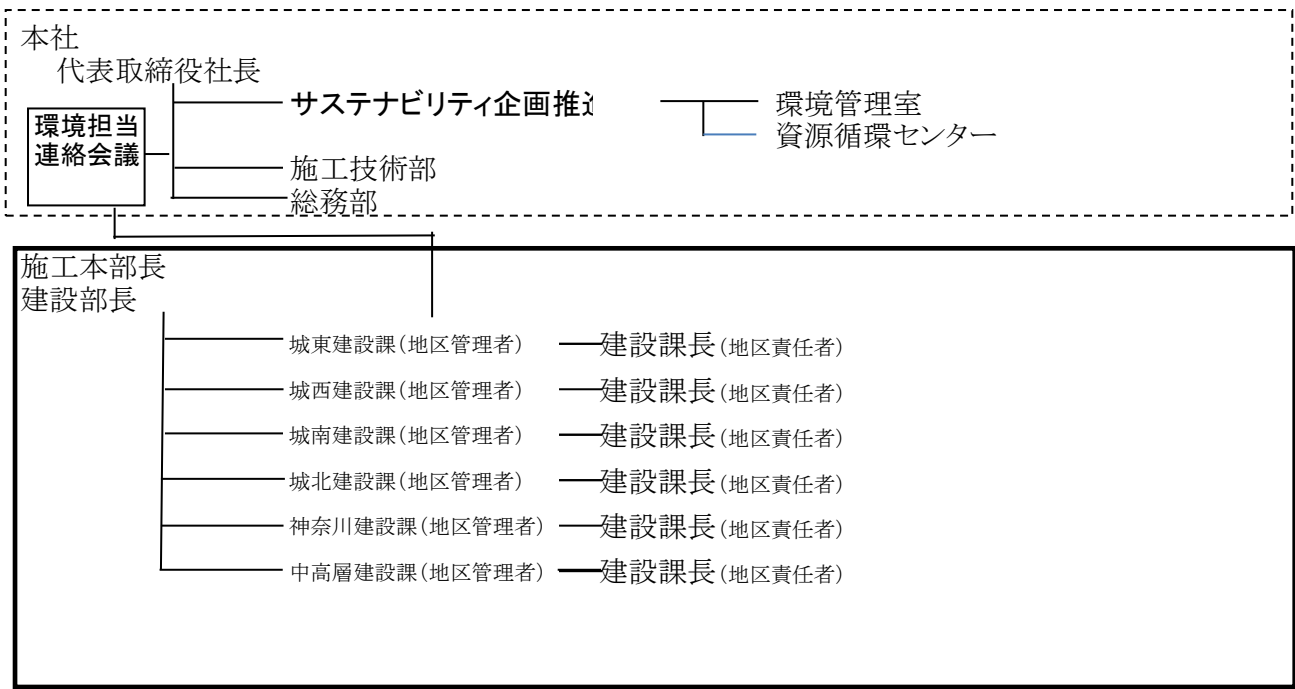 本社
代表取締役社長
サステナビリティ企画推進
環境管理室
環境担当
連絡会議
資源循環センター
施工技術部
総務部
施工本部長
建設部長
城東建設課(地区管理者) 建設課長(地区責任者)
城西建設課(地区管理者) 建設課長(地区責任者)
城南建設課(地区管理者) 建設課長(地区責任者)
城北建設課(地区管理者) 建設課長(地区責任者)
神奈川建設課(地区管理者) 建設課長(地区責任者)
中高層建設課(地区管理者) 建設課長(地区責任者)